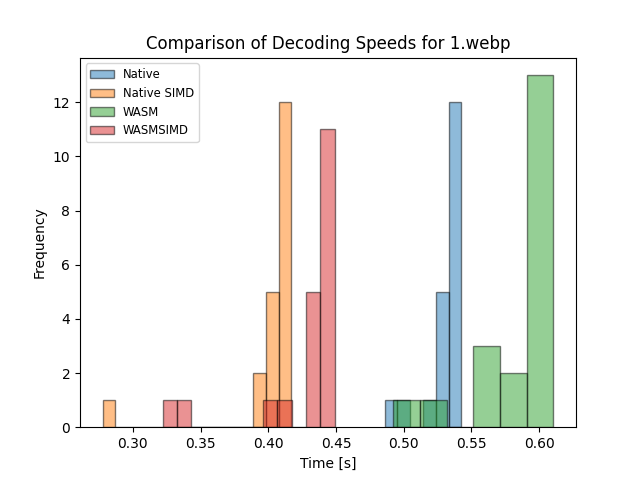 Comparison of Decoding Speeds for 1.webp
Native
Native SIMD
WASM
WASMSIMD
Frequency
12
10
8
6
4
2
0
0.30 0.35 0.40 0.45 0.50 0.55 0.60
Time [s]